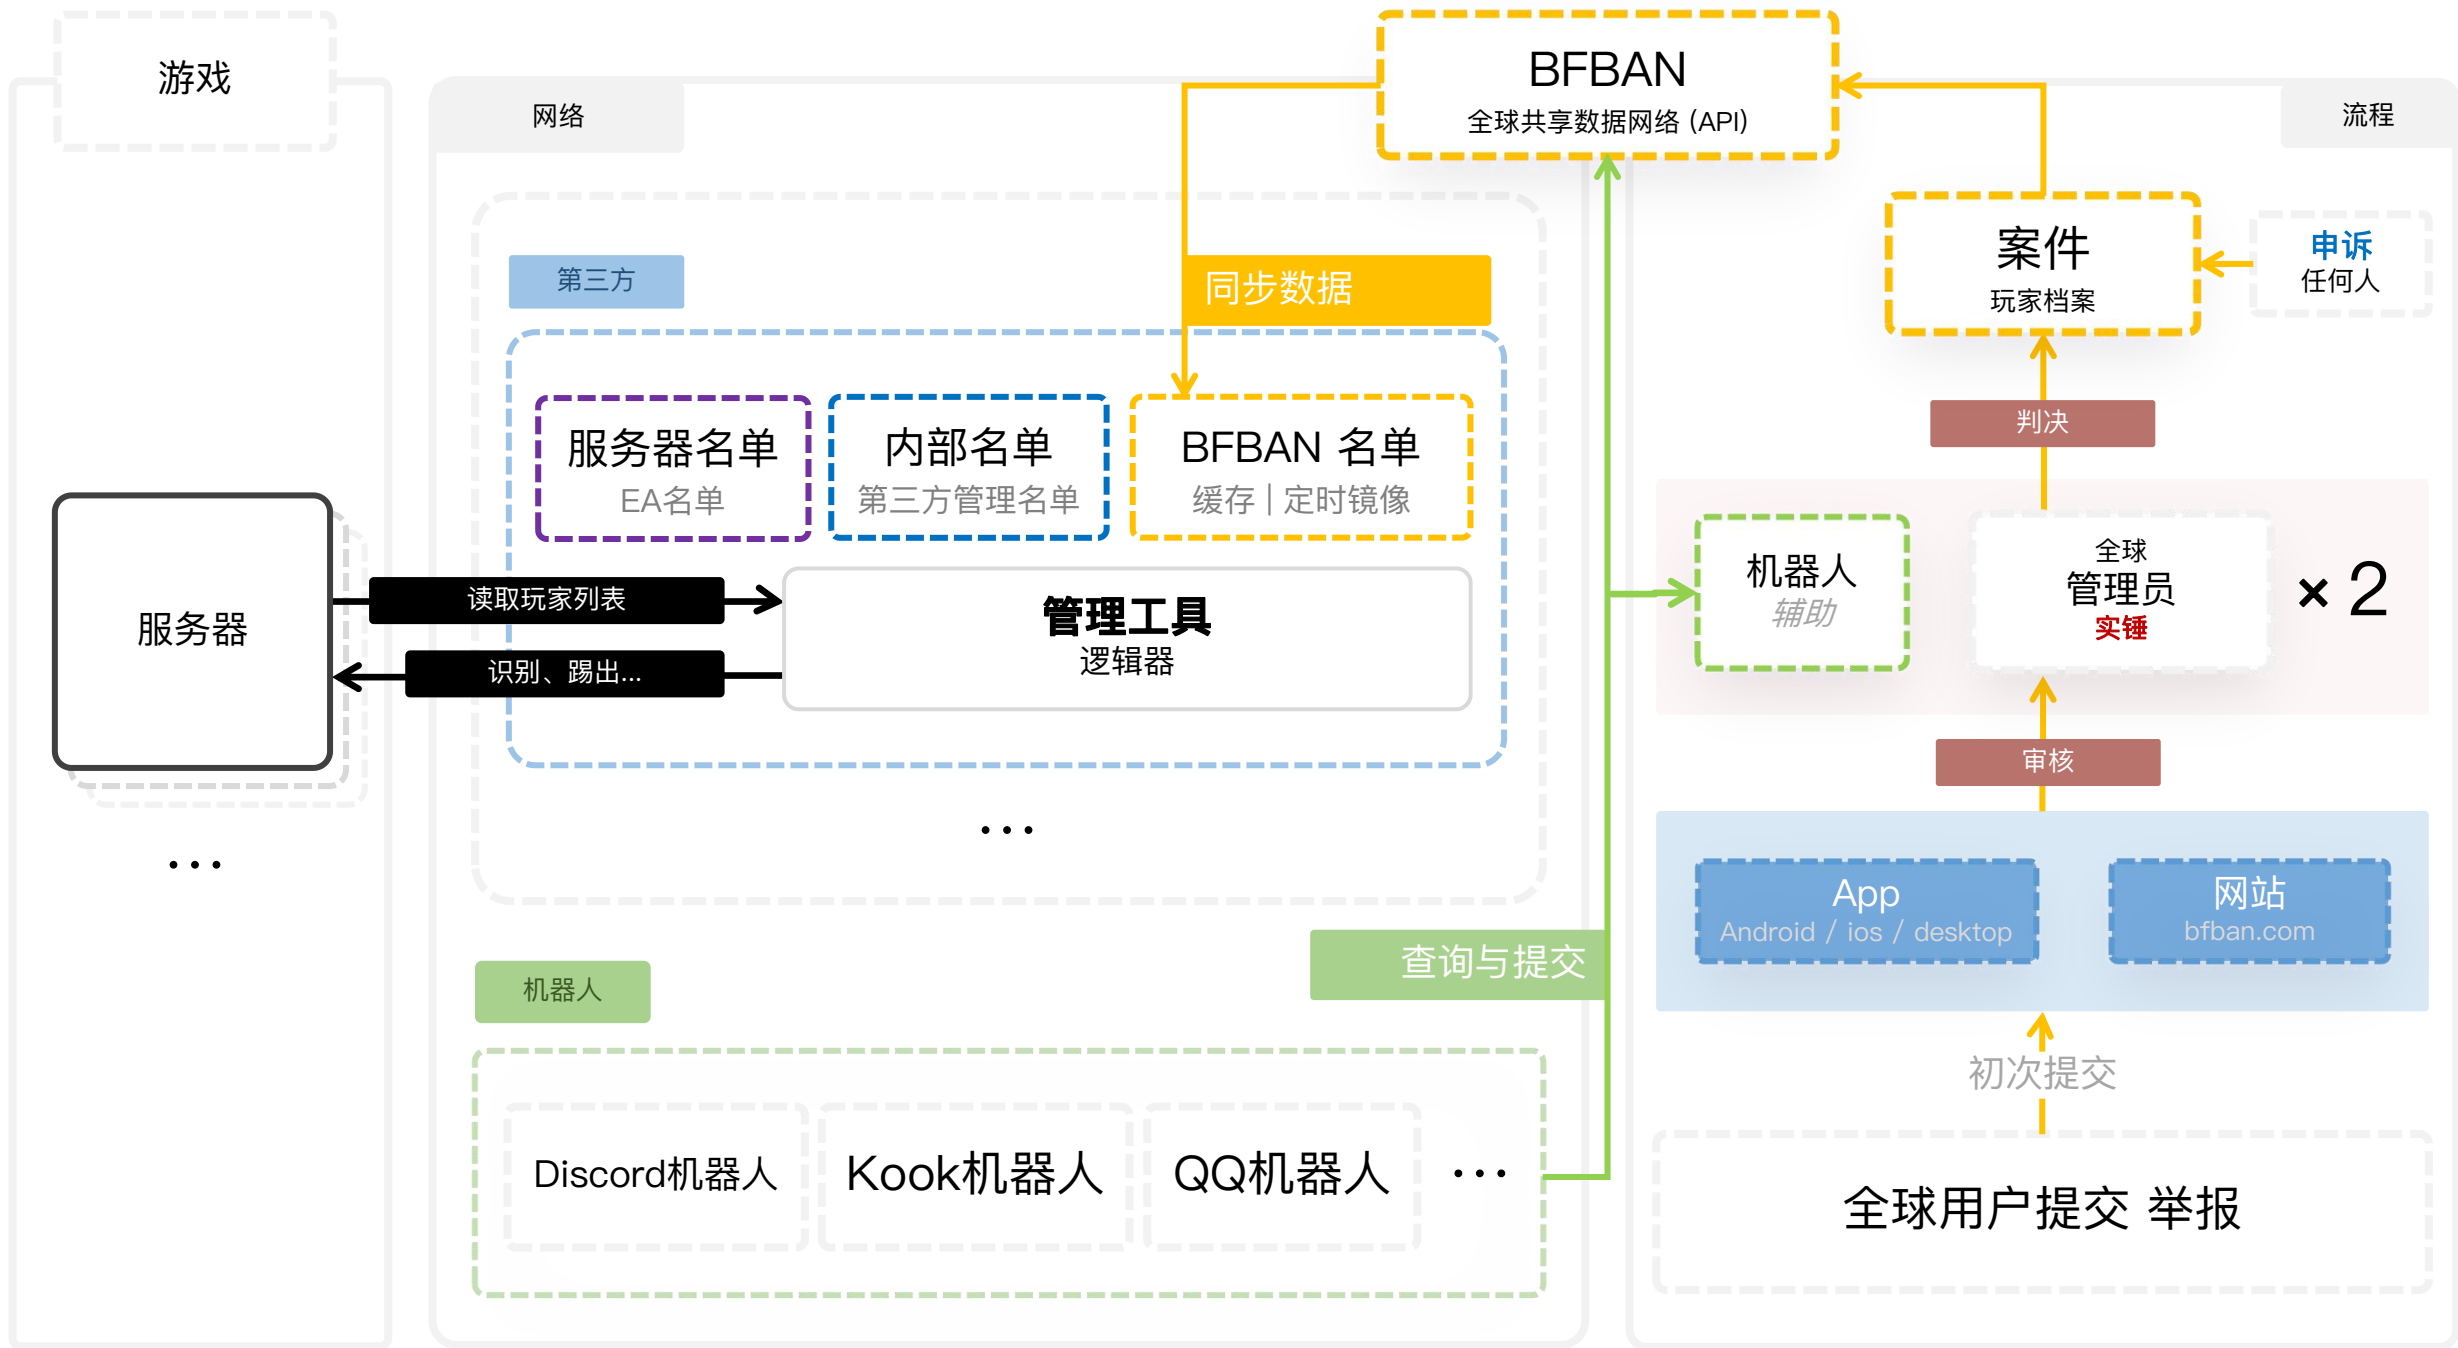 游戏
服务器
...
网络
BFBAN
全球共享数据网络 (API)
流程
第三方
同步数据
服务器名单
EA名单
内部名单
第三方管理名单
BFBAN 名单
缓存 | 定时镜像
读取玩家列表
识别、踢出...
管理工具
逻辑器
...
机器人
查询与提交
Discord机器人
Kook机器人
QQ机器人
...
案件
玩家档案
申诉
任何人
判决
机器人
辅助
全球
管理员
实锤
× 2
审核
App
Android / ios / desktop
网站
bfban.com
初次提交
全球用户提交 举报